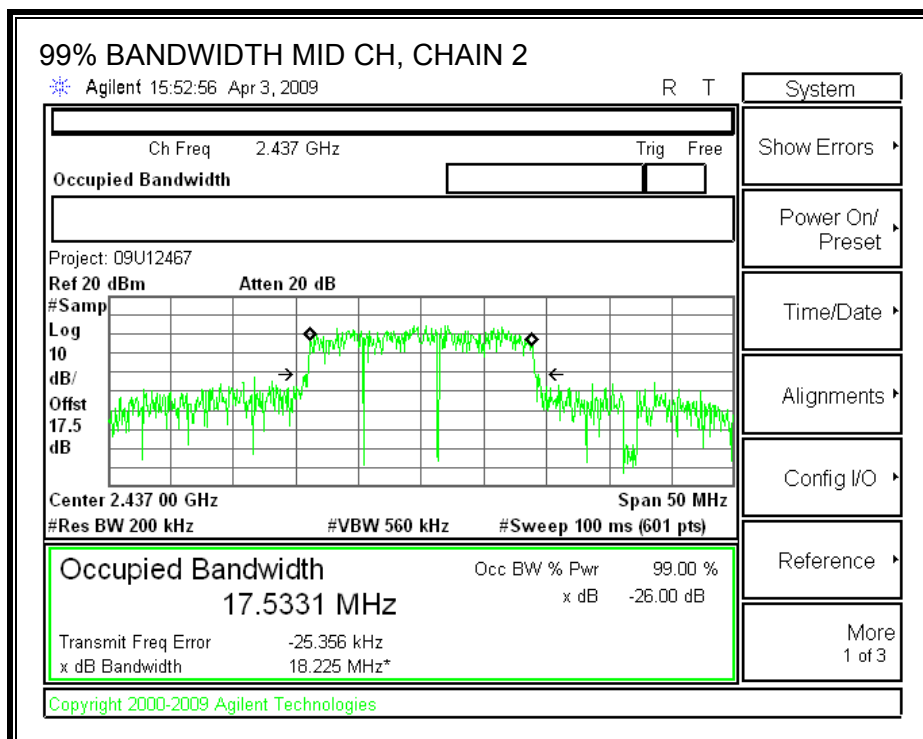 99% BANDWIDTH MID CH, CHAIN 2
Agilent 15:52:56 Apr 3, 2009 R T System
Ch Freq 2.437 GHz Trig Free
Show Errors
Occupied Bandwidth
Power On/
Preset
Project: 09U12467
Ref 20 dBm Atten 20 dB
#Samp
Log
10
dB/
Offst
17.5
dB
Time/Date
Alignments
Config I/O
Center 2.437 00 GHz Span 50 MHz
#Res BW 200 kHz #VBW 560 kHz #Sweep 100 ms (601 pts)
Occupied Bandwidth Occ BW % Pwr 99.00 %
17.5331 MHz x dB -26.00 dB
Reference
Transmit Freq Error -25.356 kHz
x dB Bandwidth 18.225 MHz*
More
1 of 3
Copyright 2000-2009 Agilent Technologies